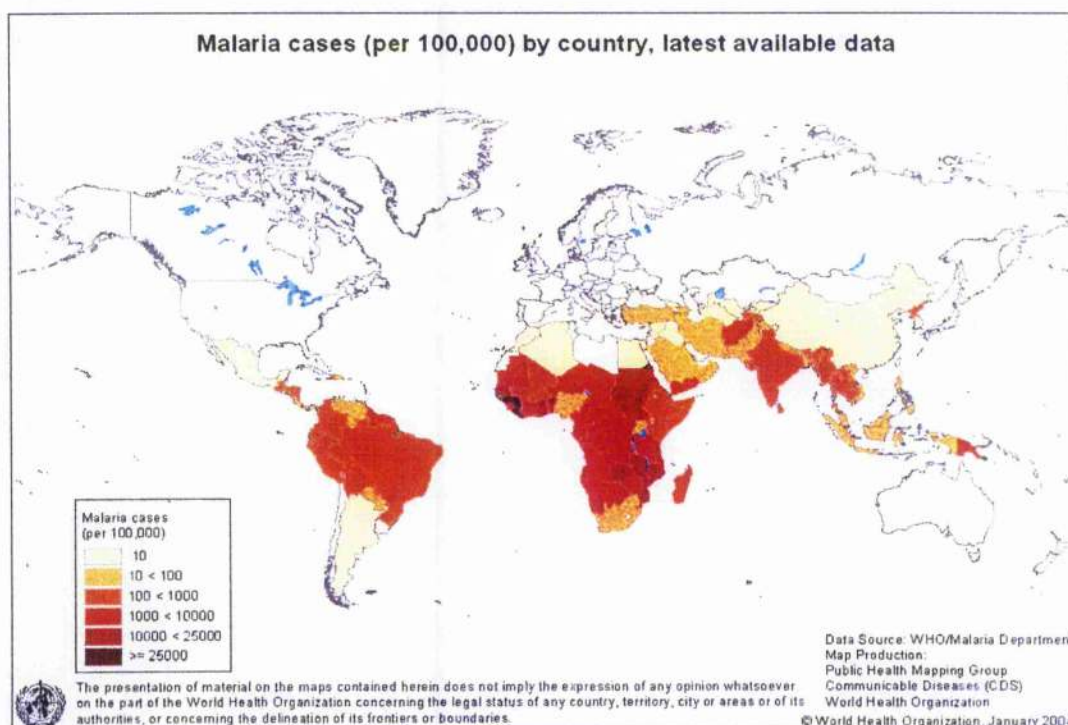 Malaria cases (per 100,000) by country, latest available data
Malaria cases
(per 100,000)
10
10 < 100
100 < 1000
1000 < 10000
10000 < 25000
>= 25000
The presentation of material on the maps contained herein does not imply the expression of any opinion whatsoever
on the part of the World Health Organization concerning the legal status of any country, territory, city or areas or of its
authorities, or concerning the delineation of its frontiers or boundaries.
Data Source: WHO/Malaria Departmen
Map Production:
Public Health Mapping Group
Communicable Diseases (CDS)
World Health Organization
© World Health Organization, January